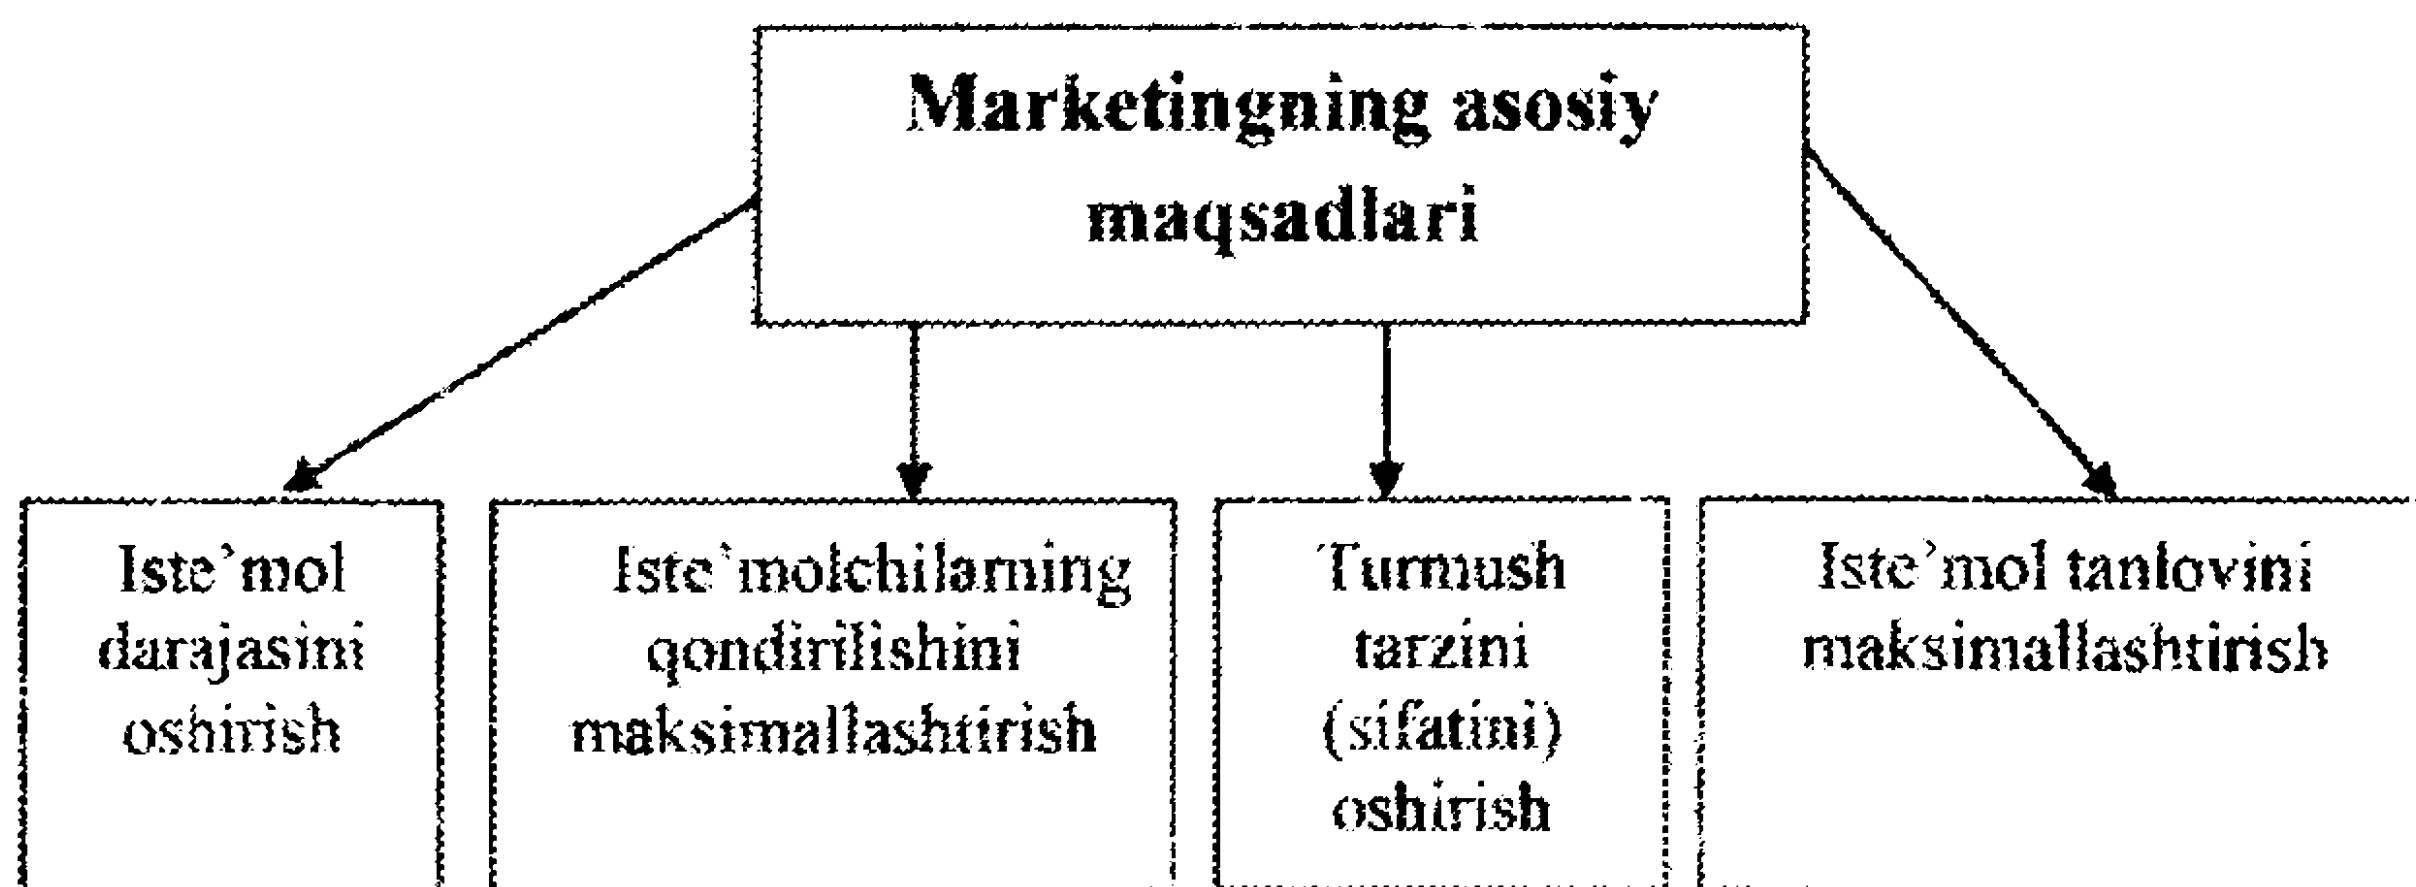 Marketingning asosiy
maqsadlari
Iste`mol
darajasini
oshirish
Iste`molchilarning
qondirilishini
maksimallashtirish
Turmush
tarzini
(sifatini)
oshirish
Iste`mol tanlovini
maksimallashtirish